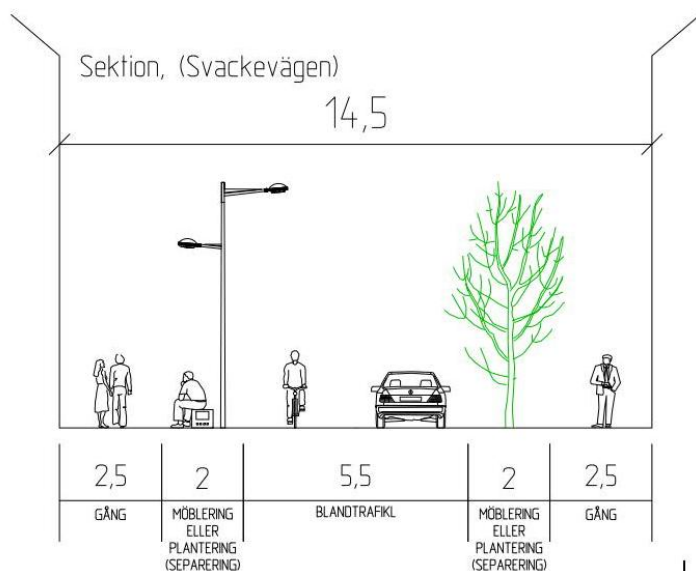 Sektion, (Svackevägen)
14,5
2,5
2
5,5
2
2,5
GÅNG
MÖBLERING
ELLER
PLANTERING
(SEPARERING)
BLANDTRAFIKL
MÖBLERING
ELLER
PLANTERING
(SEPARERING)
GÅNG